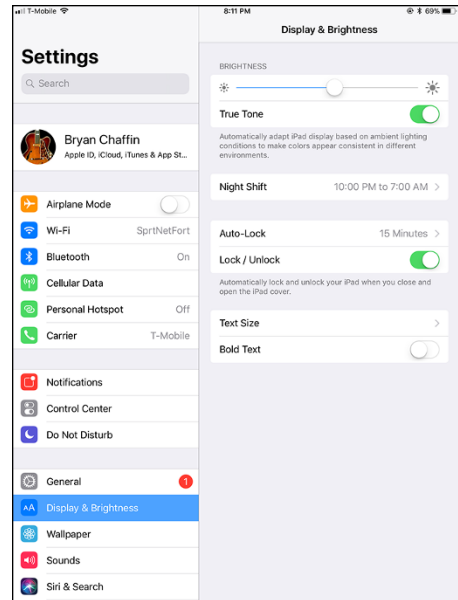 T-Mobile
8:11 PM
69%
Settings
Search
Bryan Chaffin
Apple ID, iCloud, iTunes & App St...
Airplane Mode
Wi-Fi SprtNetFort
Bluetooth On
Cellular Data
Personal Hotspot Off
Carrier T-Mobile
Notifications
Control Center
Do Not Disturb
General 1
AA Display & Brightness
Wallpaper
Sounds
Siri & Search
Display & Brightness
BRIGHTNESS
True Tone
Automatically adapt iPad display based on ambient lighting
conditions to make colors appear consistent in different
environments.
Night Shift 10:00 PM to 7:00 AM
Auto-Lock 15 Minutes
Lock / Unlock
Automatically lock and unlock your iPad when you close and
open the iPad cover.
Text Size
Bold Text